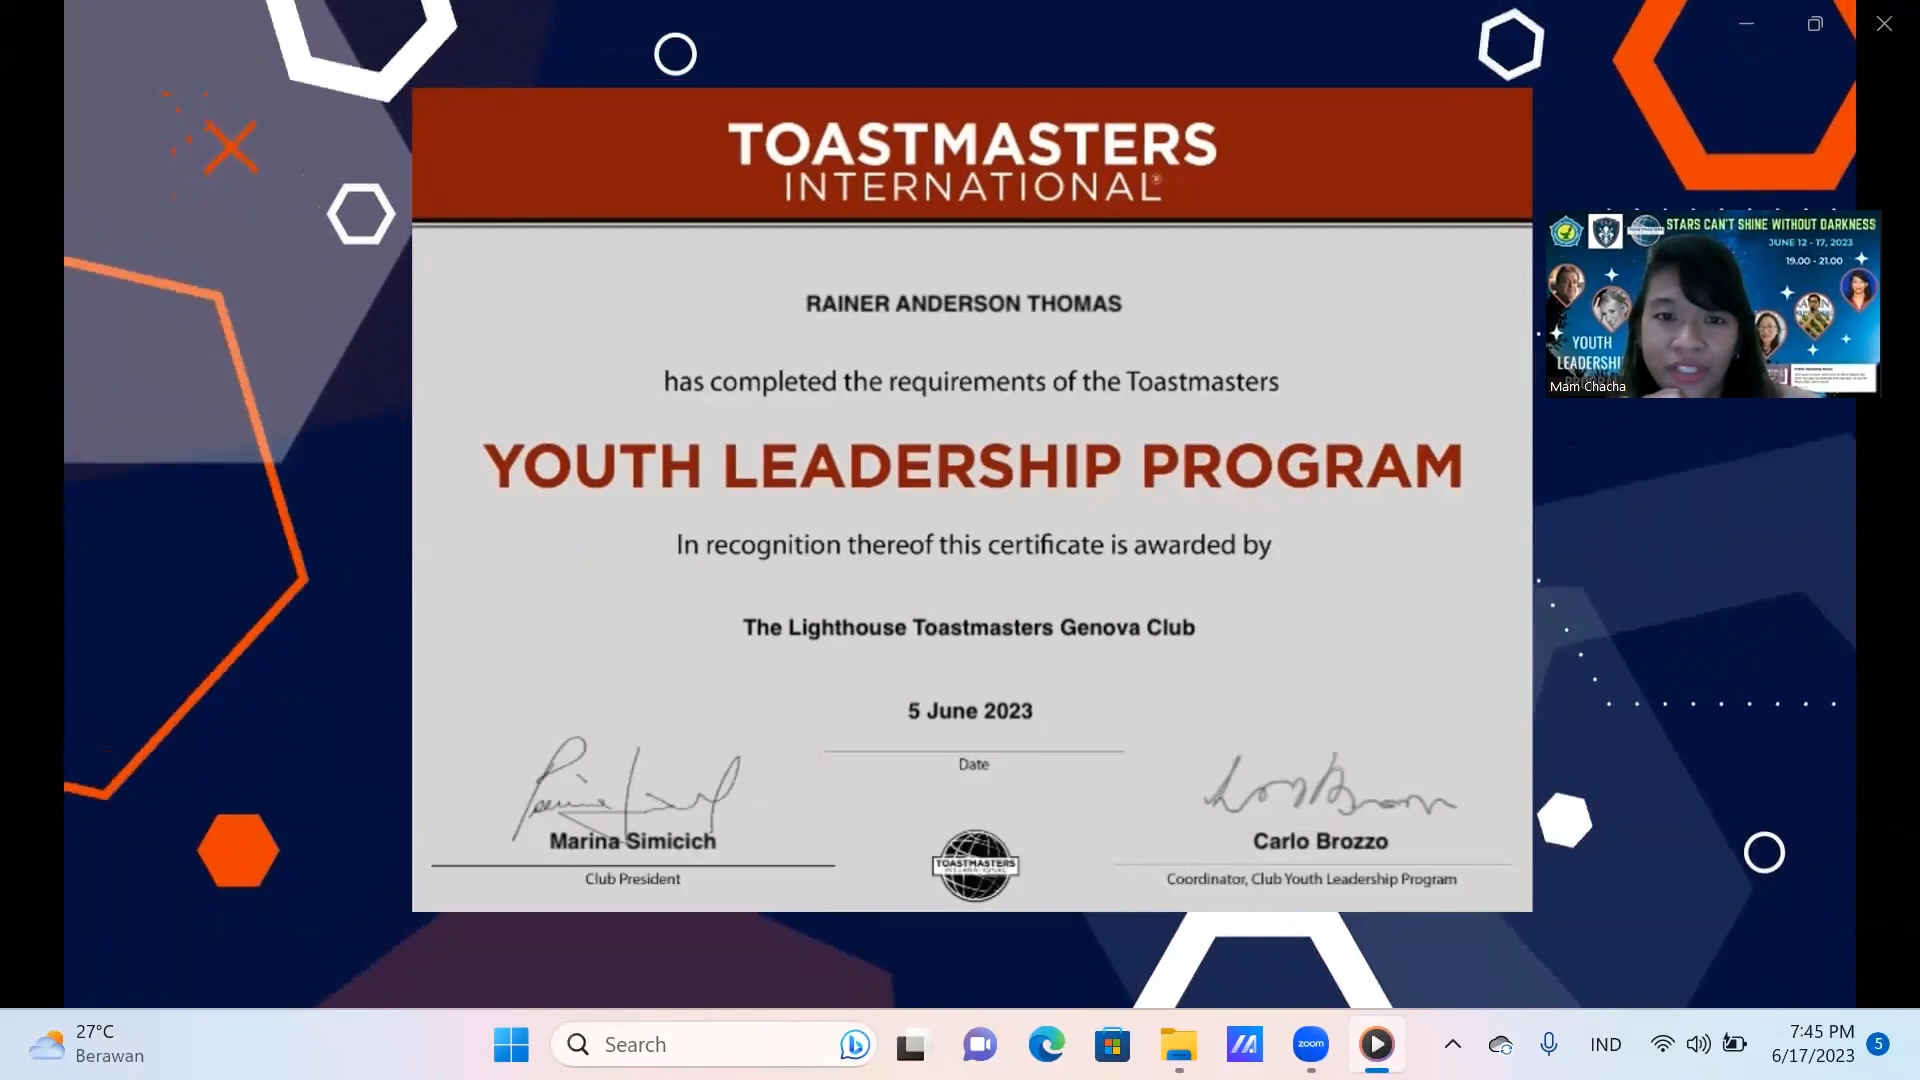 TOASTMASTERS
INTERNATIONAL®
RAINER ANDERSON THOMAS
has completed the requirements of the Toastmasters
YOUTH LEADERSHIP PROGRAM
In recognition thereof this certificate is awarded by
The Lighthouse Toastmasters Genova Club
5 June 2023
Date
Marina Simicich
Club President
TOASTMASTERS
INTERNATIONAL
Carlo Brozzo
Coordinator, Club Youth Leadership Program
STARS CAN'T SHINE WITHOUT DARKNESS
JUNE 12 - 17, 2023
19.00 - 21.00
YOUTH
Mam Chacha
27°C
Berawan
Search
zoom
IND
7:45 PM
6/17/2023
5